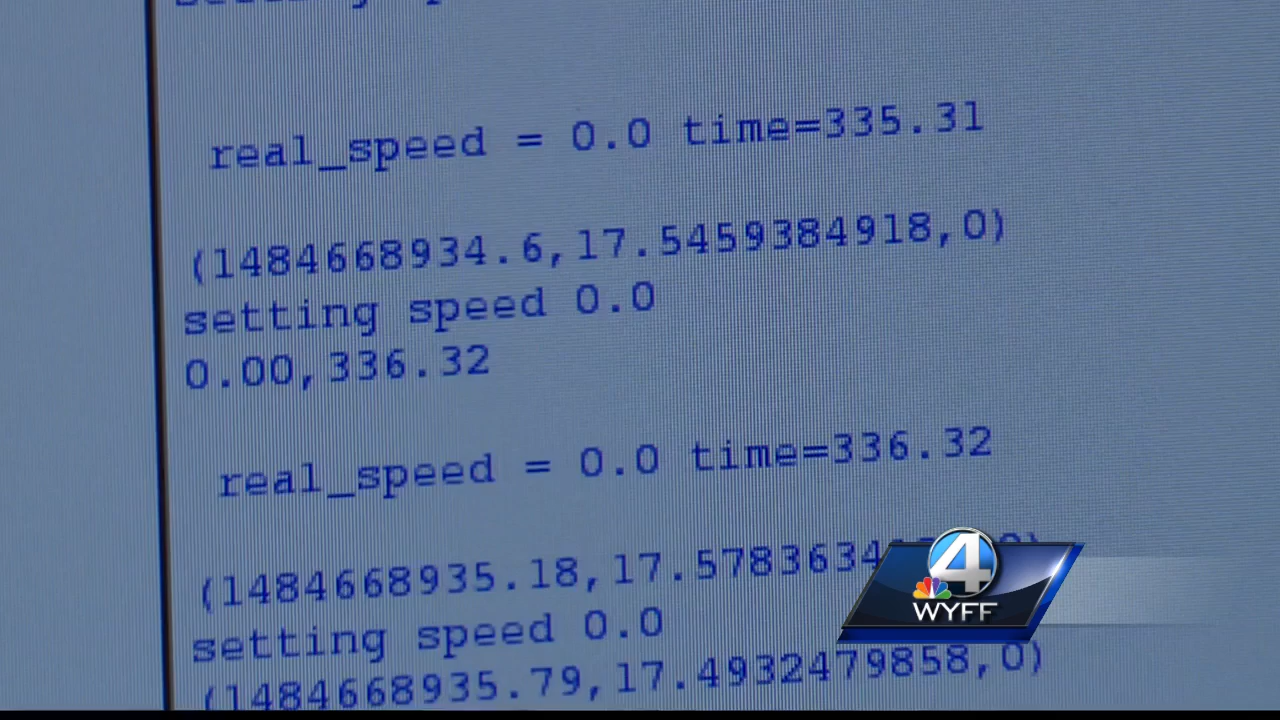 real_speed = 0.0 time=335.31
(1484668934.6,17.5459384918,0)
setting speed 0.0
0.00,336.32
real_speed = 0.0 time=336.32
(1484668935.18,17.5783634
setting speed 0.0
(1484668935.79,17.4932479858,0)
4
WYFF